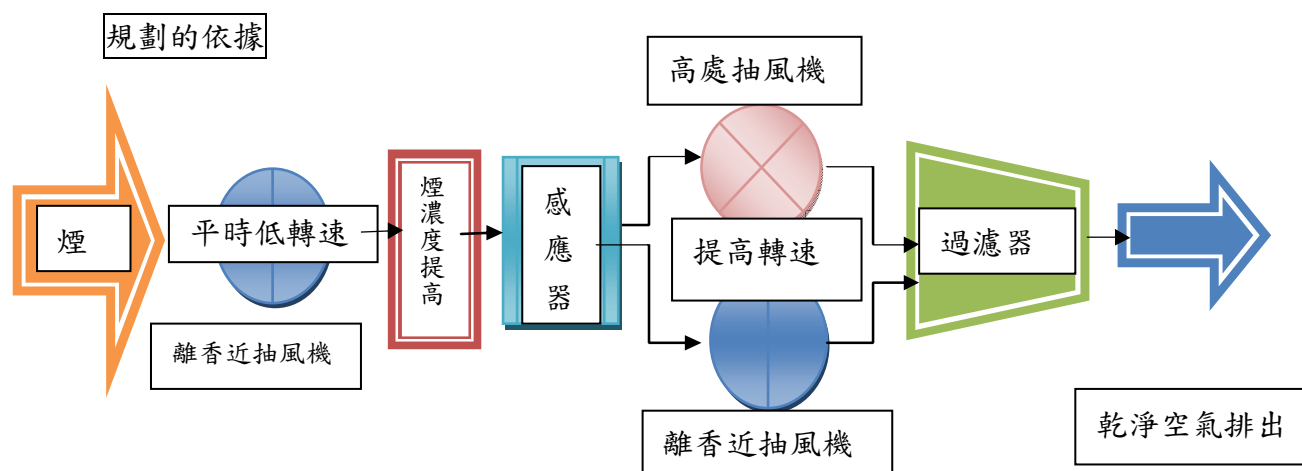 規劃的依據
煙
平時低轉速
離香近抽風機
煙濃度提高
感應器
高處抽風機
提高轉速
離香近抽風機
過濾器
乾淨空氣排出